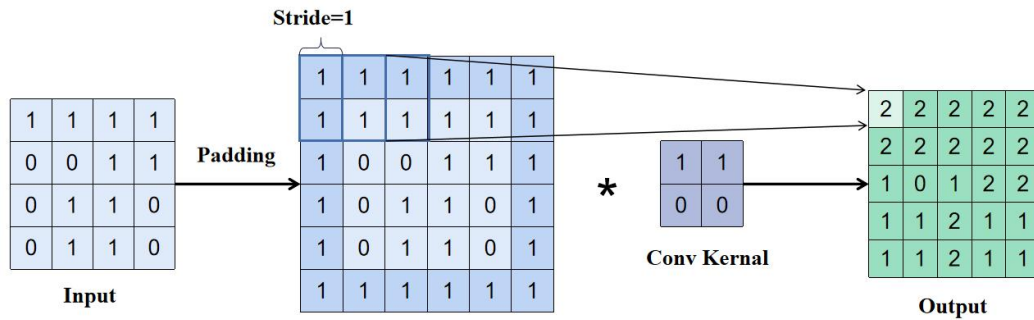 Stride=1
1 1 1 1
0 0 1 1
0 1 1 0
0 1 1 0
Input
Padding
1 1 1 1 1 1
1 1 1 1 1 1
1 0 0 1 1 1
1 0 1 1 0 1
1 0 1 1 0 1
1 1 1 1 1 1
*
1 1
0 0
Conv Kernal
2 2 2 2 2
2 2 2 2 2
1 0 1 2 2
1 1 2 1 1
1 1 2 1 1
Output